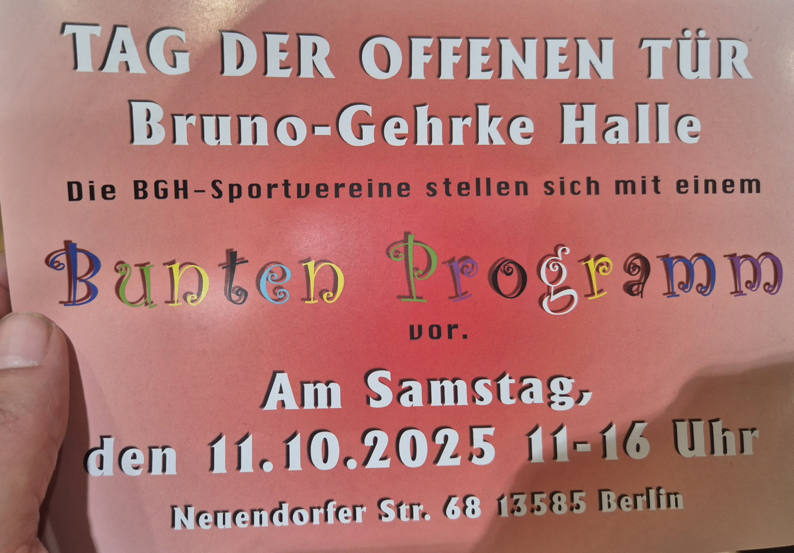 TAG DER OFFENEN TÜR
Bruno-Gehrke Halle
Die BGH-Sportvereine stellen sich mit einem
Bunten Programm
vor.
Am Samstag,
den 11.10.2025 11-16 Uhr
Neuendorfer Str. 68 13585 Berlin